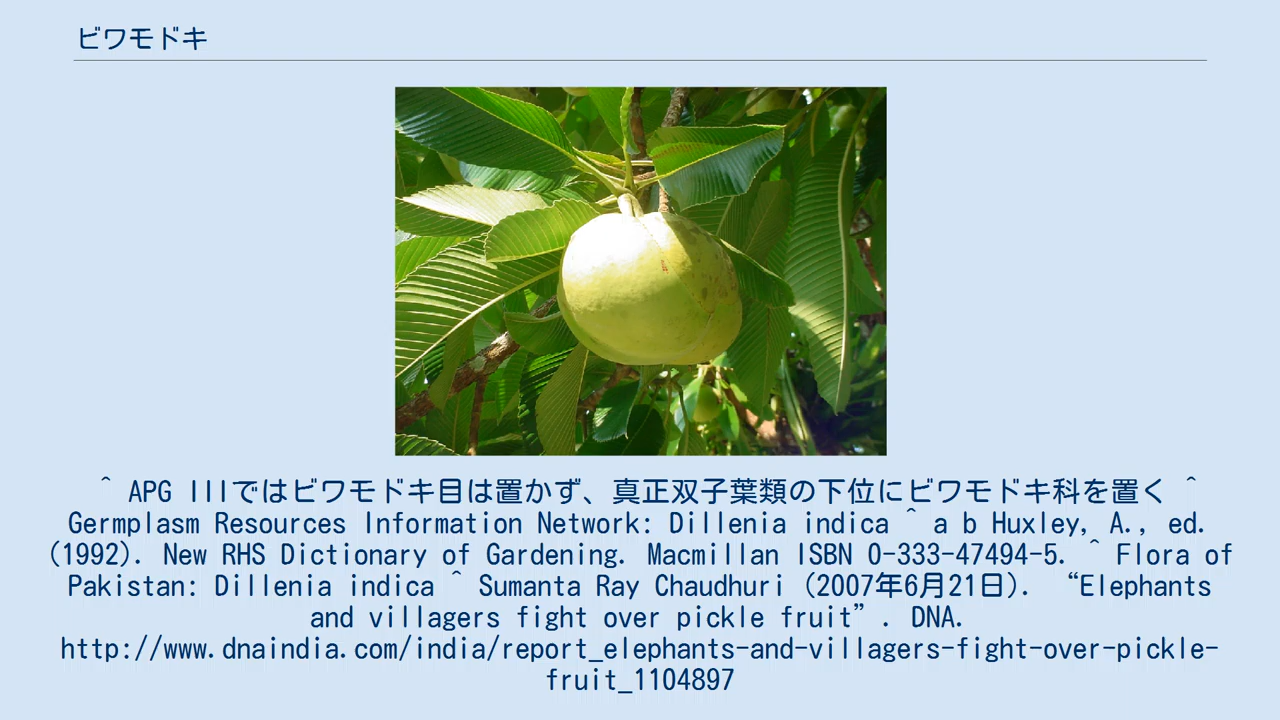 ビワモドキ
^ APG IIIではビワモドキ目は置かず、真正双子葉類の下位にビワモドキ科を置く ^
Germplasm Resources Information Network: Dillenia indica ^ a b Huxley, A., ed.
(1992). New RHS Dictionary of Gardening. Macmillan ISBN 0-333-47494-5. ^ Flora of
Pakistan: Dillenia indica ^ Sumanta Ray Chaudhuri (2007年6月21日). “Elephants
and villagers fight over pickle fruit”. DNA.
http://www.dnaindia.com/india/report_elephants-and-villagers-fight-over-pickle-
fruit_1104897